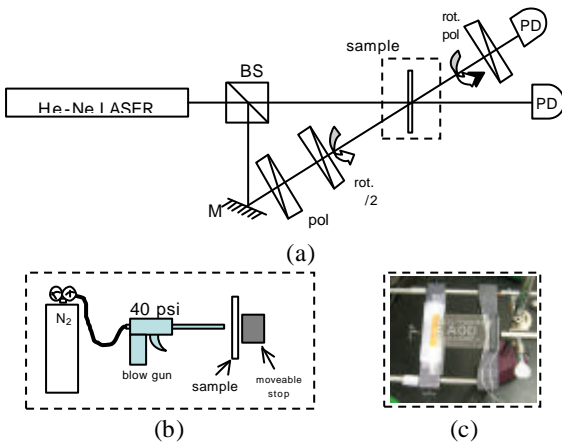 rot.
pol
PD
sample
BS
He-Ne LASER
PD
rot.
/2
M
pol
(a)
40 psi
N2
blow gun
sample
moveable
stop
AOD
(b)
(c)